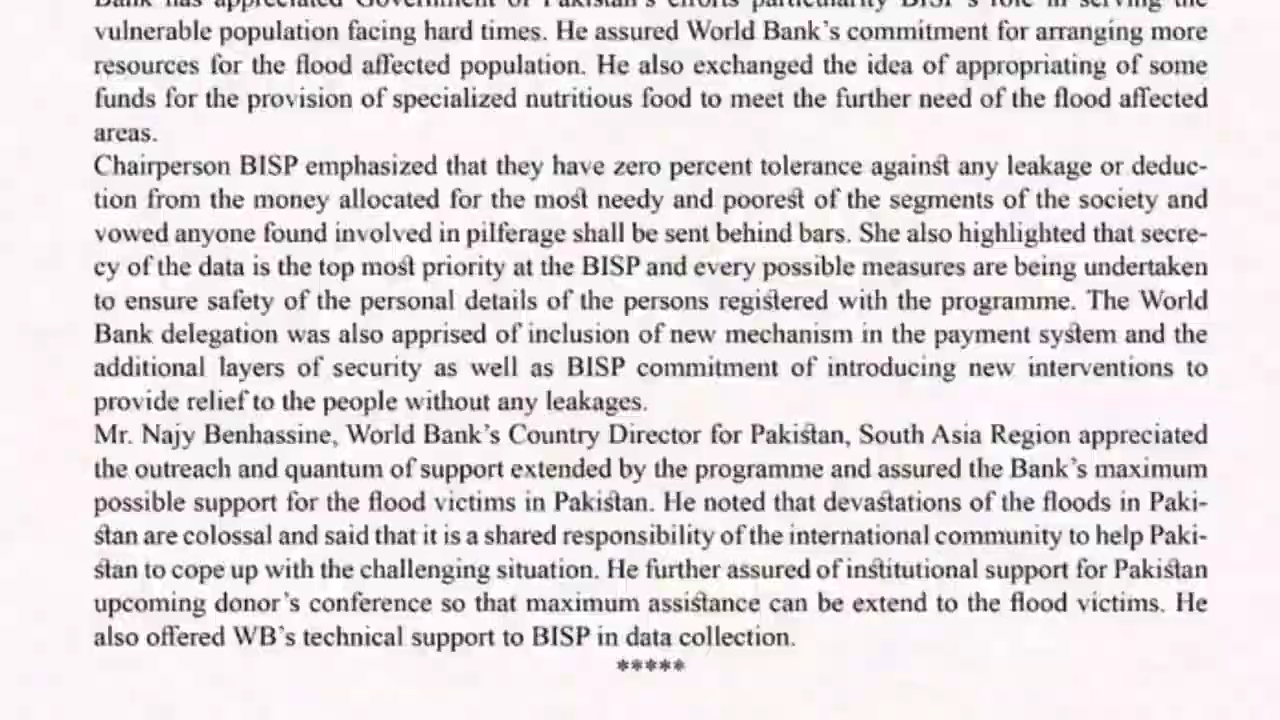 Bank has appreciated Government of Pakistan's efforts particularly BISP's role in serving the
vulnerable population facing hard times. He assured World Bank's commitment for arranging more
resources for the flood affected population. He also exchanged the idea of appropriating of some
funds for the provision of specialized nutritious food to meet the further need of the flood affected
areas.
Chairperson BISP emphasized that they have zero percent tolerance against any leakage or deduc-
tion from the money allocated for the most needy and poorest of the segments of the society and
vowed anyone found involved in pilferage shall be sent behind bars. She also highlighted that secre-
cy of the data is the top most priority at the BISP and every possible measures are being undertaken
to ensure safety of the personal details of the persons registered with the programme. The World
Bank delegation was also apprised of inclusion of new mechanism in the payment system and the
additional layers of security as well as BISP commitment of introducing new interventions to
provide relief to the people without any leakages.
Mr. Najy Benhassine, World Bank's Country Director for Pakistan, South Asia Region appreciated
the outreach and quantum of support extended by the programme and assured the Bank's maximum
possible support for the flood victims in Pakistan. He noted that devastations of the floods in Paki-
stan are colossal and said that it is a shared responsibility of the international community to help Paki-
stan to cope up with the challenging situation. He further assured of institutional support for Pakistan
upcoming donor's conference so that maximum assistance can be extend to the flood victims. He
also offered WB's technical support to BISP in data collection.
*****